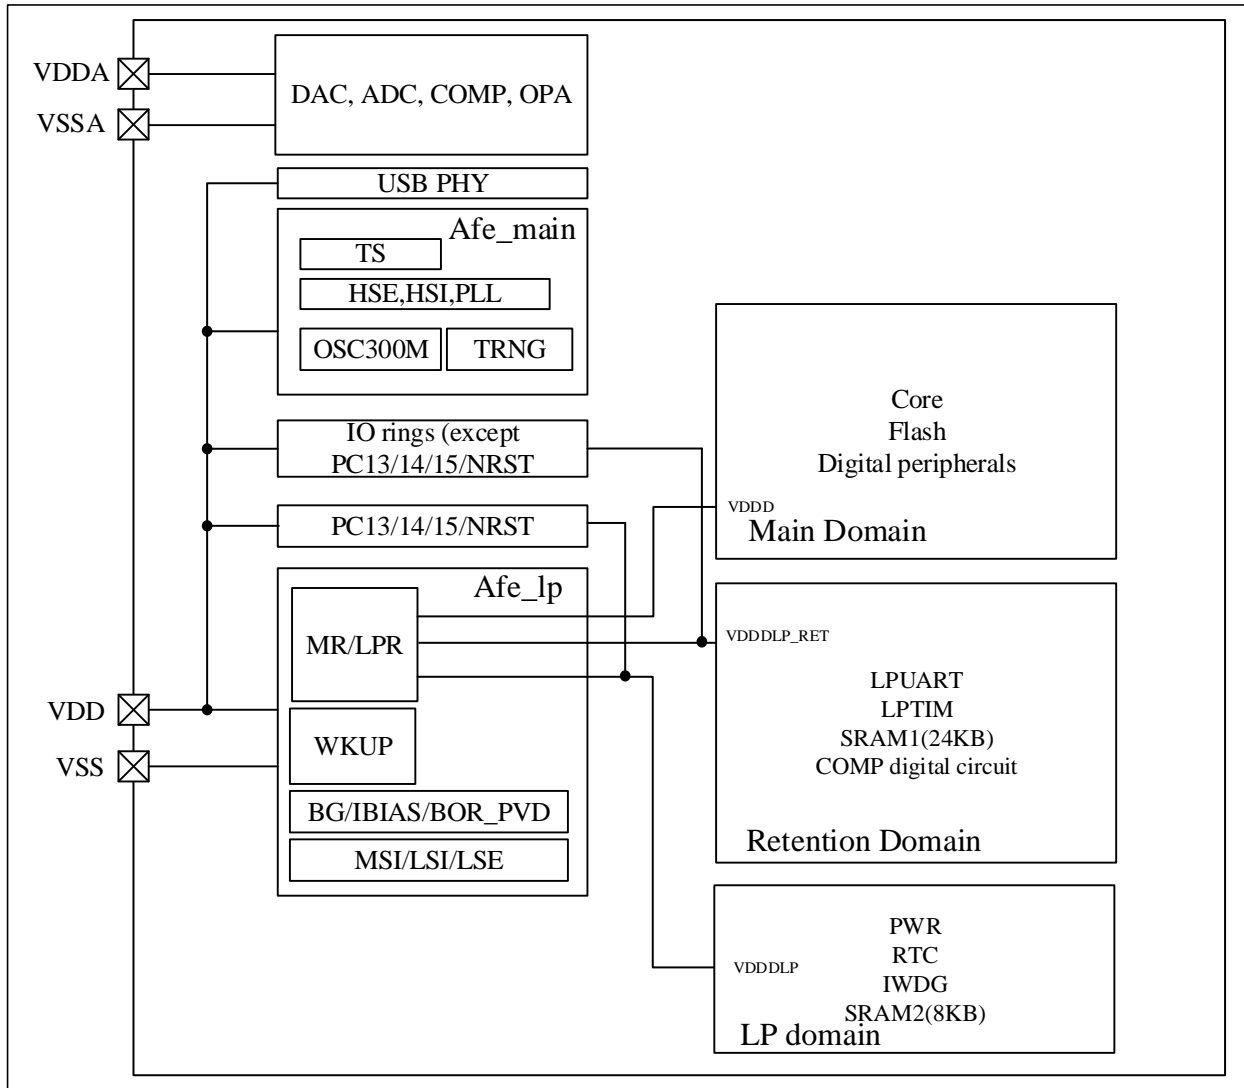 VDDA
VSSA
DAC, ADC, COMP, OPA
USB PHY
Afe_main
TS
HSE,HSI,PLL
OSC300M
TRNG
IO rings (except
PC13/14/15/NRST
PC13/14/15/NRST
Afe_lp
MR/LPR
VDD
WKUP
VSS
BG/IBIAS/BOR_PVD
MSI/LSI/LSE
Core
Flash
Digital peripherals
VDDD
Main Domain
VDDDLP_RET
LPUART
LPTIM
SRAM1(24KB)
COMP digital circuit
Retention Domain
PWR
RTC
VDDDLP
IWDG
SRAM2(8KB)
LP domain